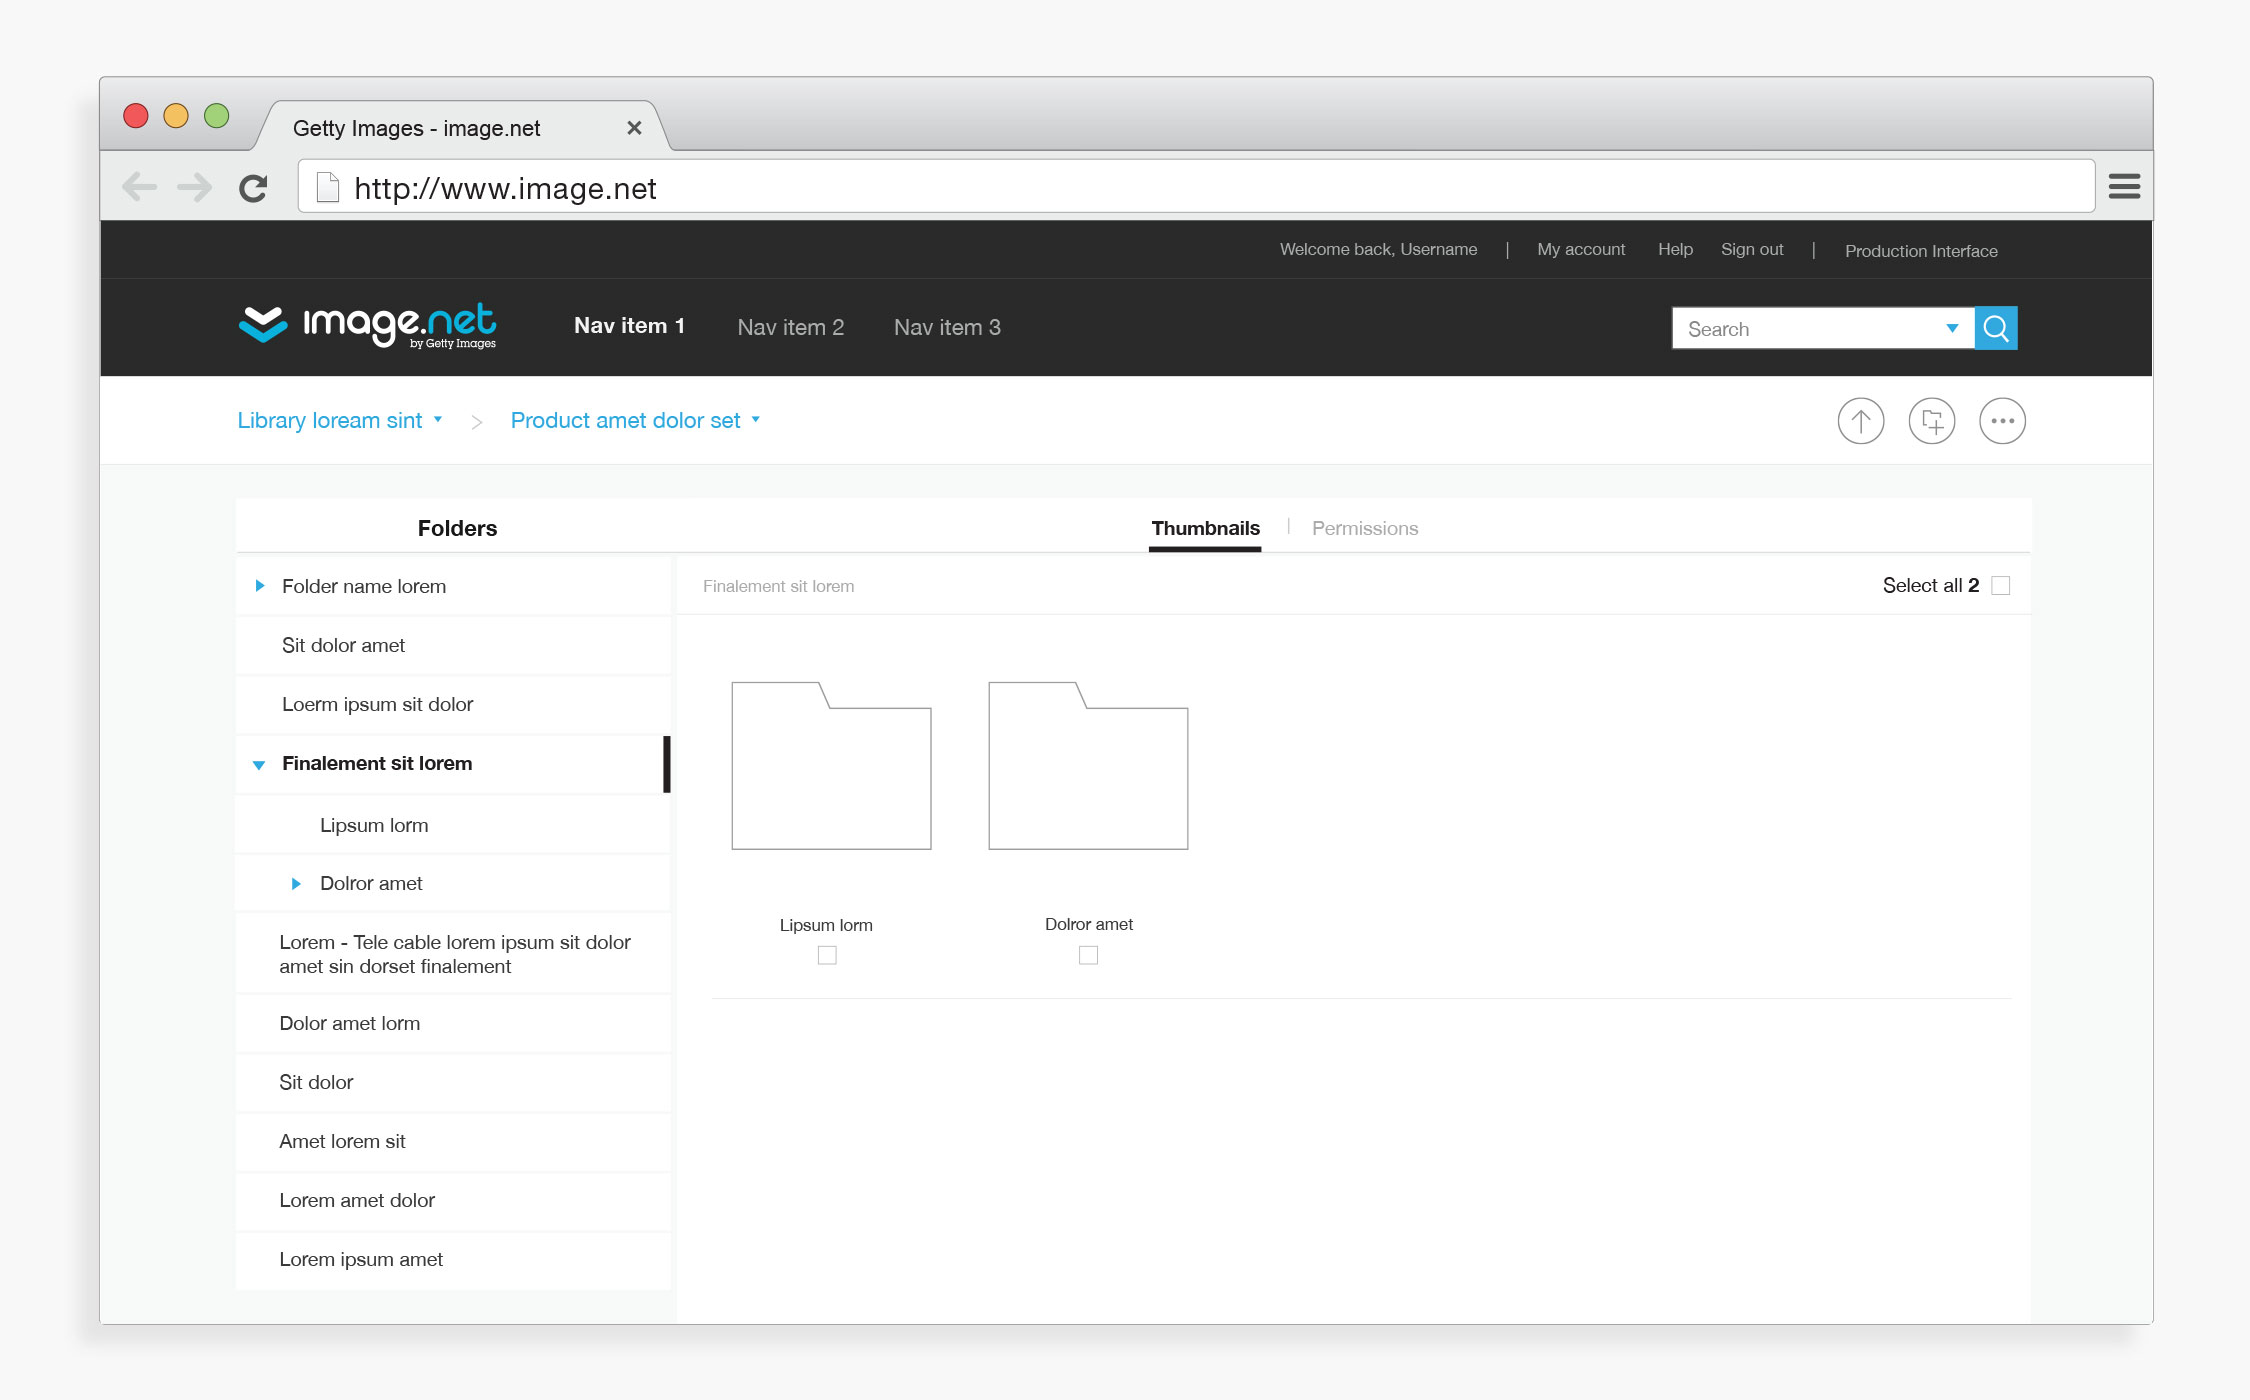 Getty Images - image.net
http://www.image.net
Welcome back, Username | My account Help Sign out | Production Interface
image.net
by Getty Images
Nav item 1 Nav item 2 Nav item 3
Search
Library loream sint > Product amet dolor set
Folders
Thumbnails | Permissions
Folder name lorem
Sit dolor amet
Loerm ipsum sit dolor
Finalement sit lorem
Lipsum lorm
Dolror amet
Lorem - Tele cable lorem ipsum sit dolor
amet sin dorset finalement
Dolor amet lorm
Sit dolor
Amet lorem sit
Lorem amet dolor
Lorem ipsum amet
Finalement sit lorem
Select all 2
Lipsum lorm
Dolror amet